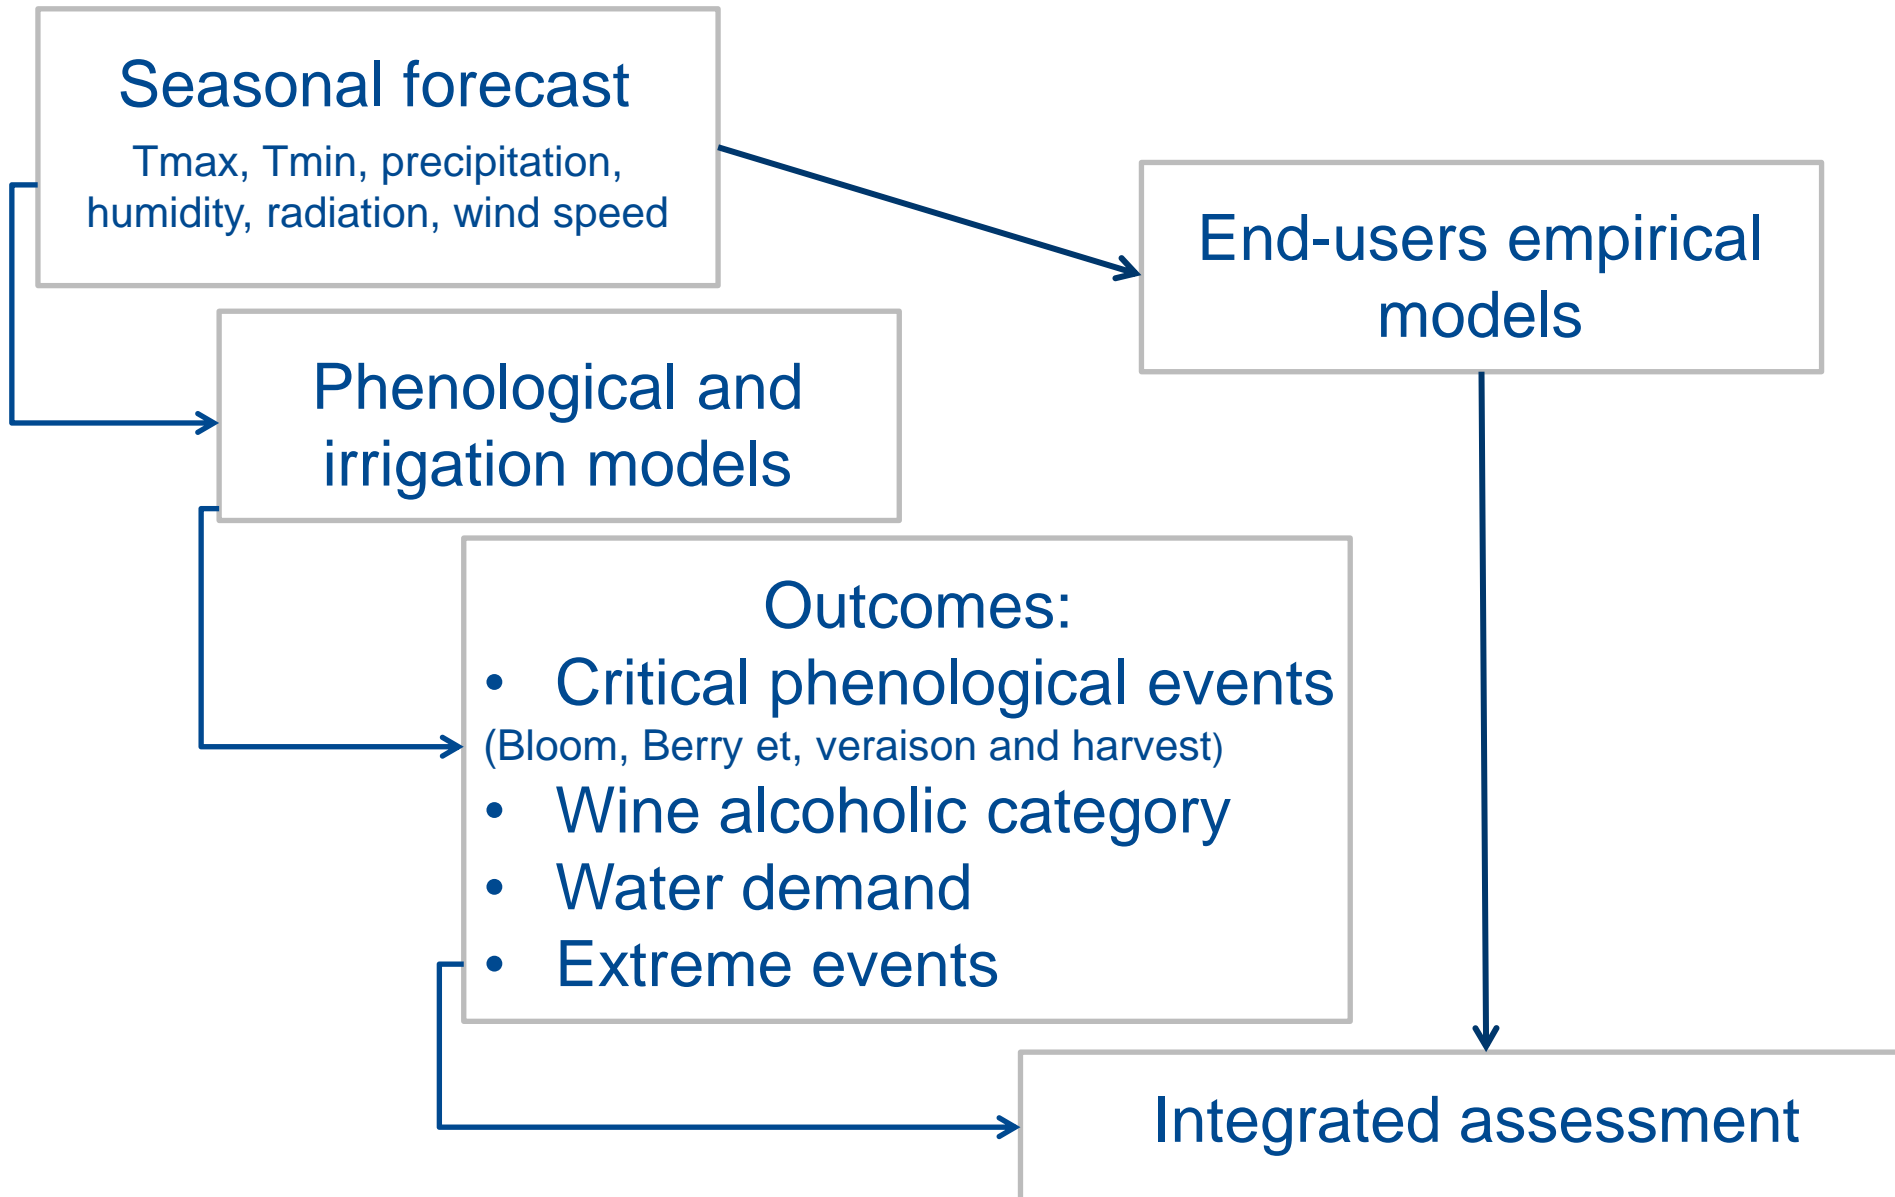 Seasonal forecast
Tmax, Tmin, precipitation,
humidity, radiation, wind speed
End-users empirical
models
Phenological and
irrigation models
Outcomes:
• Critical phenological events
(Bloom, Berry et, veraison and harvest)
• Wine alcoholic category
• Water demand
• Extreme events
Integrated assessment